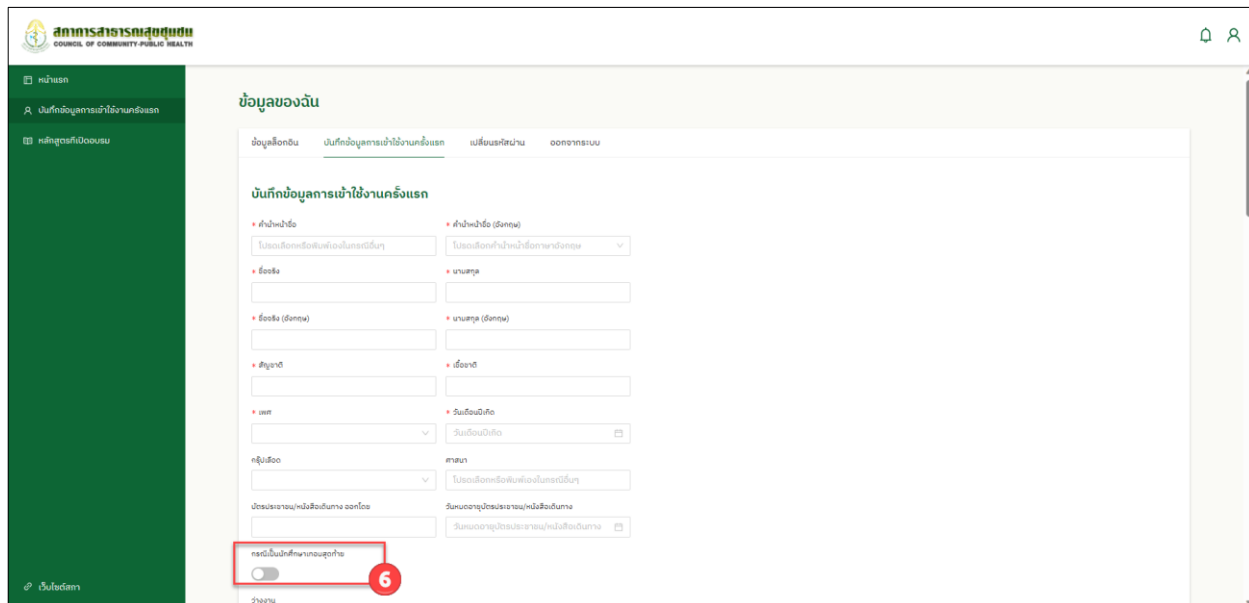 สภาการสาธารณสุขชุมชน
COUNCIL OF COMMUNITY-PUBLIC HEALTH
หน้าแรก
บันทึกข้อมูลการเข้าใช้งานครั้งแรก
หลักสูตรที่เปิดอบรม
ข้อมูลของฉัน
ข้อมูลล็อกอิน บันทึกข้อมูลการเข้าใช้งานครั้งแรก เปลี่ยนรหัสผ่าน ออกจากระบบ
บันทึกข้อมูลการเข้าใช้งานครั้งแรก
* คำนำหน้าชื่อ * คำนำหน้าชื่อ (อังกฤษ)
โปรดเลือกหรือพิมพ์เองในกรณีอื่นๆ โปรดเลือกคำนำหน้าชื่อภาษาอังกฤษ
* ชื่อจริง * นามสกุล
* ชื่อจริง (อังกฤษ) * นามสกุล (อังกฤษ)
* สัญชาติ * เชื้อชาติ
* เพศ * วันเดือนปีเกิด
วันเดือนปีเกิด
กรุ๊ปเลือด ศาสนา
โปรดเลือกหรือพิมพ์เองในกรณีอื่นๆ
บัตรประชาชน/หนังสือเดินทาง ออกโดย วันหมดอายุบัตรประชาชน/หนังสือเดินทาง
วันหมดอายุบัตรประชาชน/หนังสือเดินทาง
กรณีเป็นนักศึกษาเทอมสุดท้าย
6
ว่างงาน
เว็บไซต์สภา